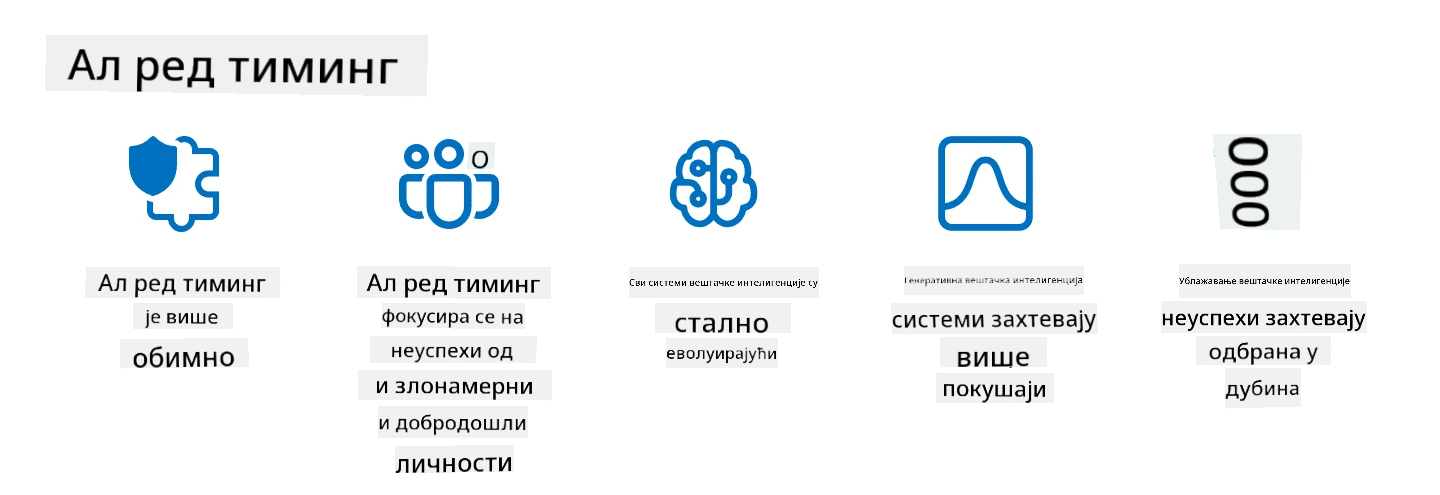 Ал ред тиминг
о
000
Ал ред тиминг
је више
обимно
Ал ред тиминг
фокусира се на
неуспехи од
и злонамерни
и добродошли
личности
Сви системи вештачке интелигенције су
стално
еволуирајући
Генеративна вештачка интелигенција
системи захтевају
више
покушаји
Ублажавање вештачке интелигенције
неуспехи захтевају
одбрана у
дубина